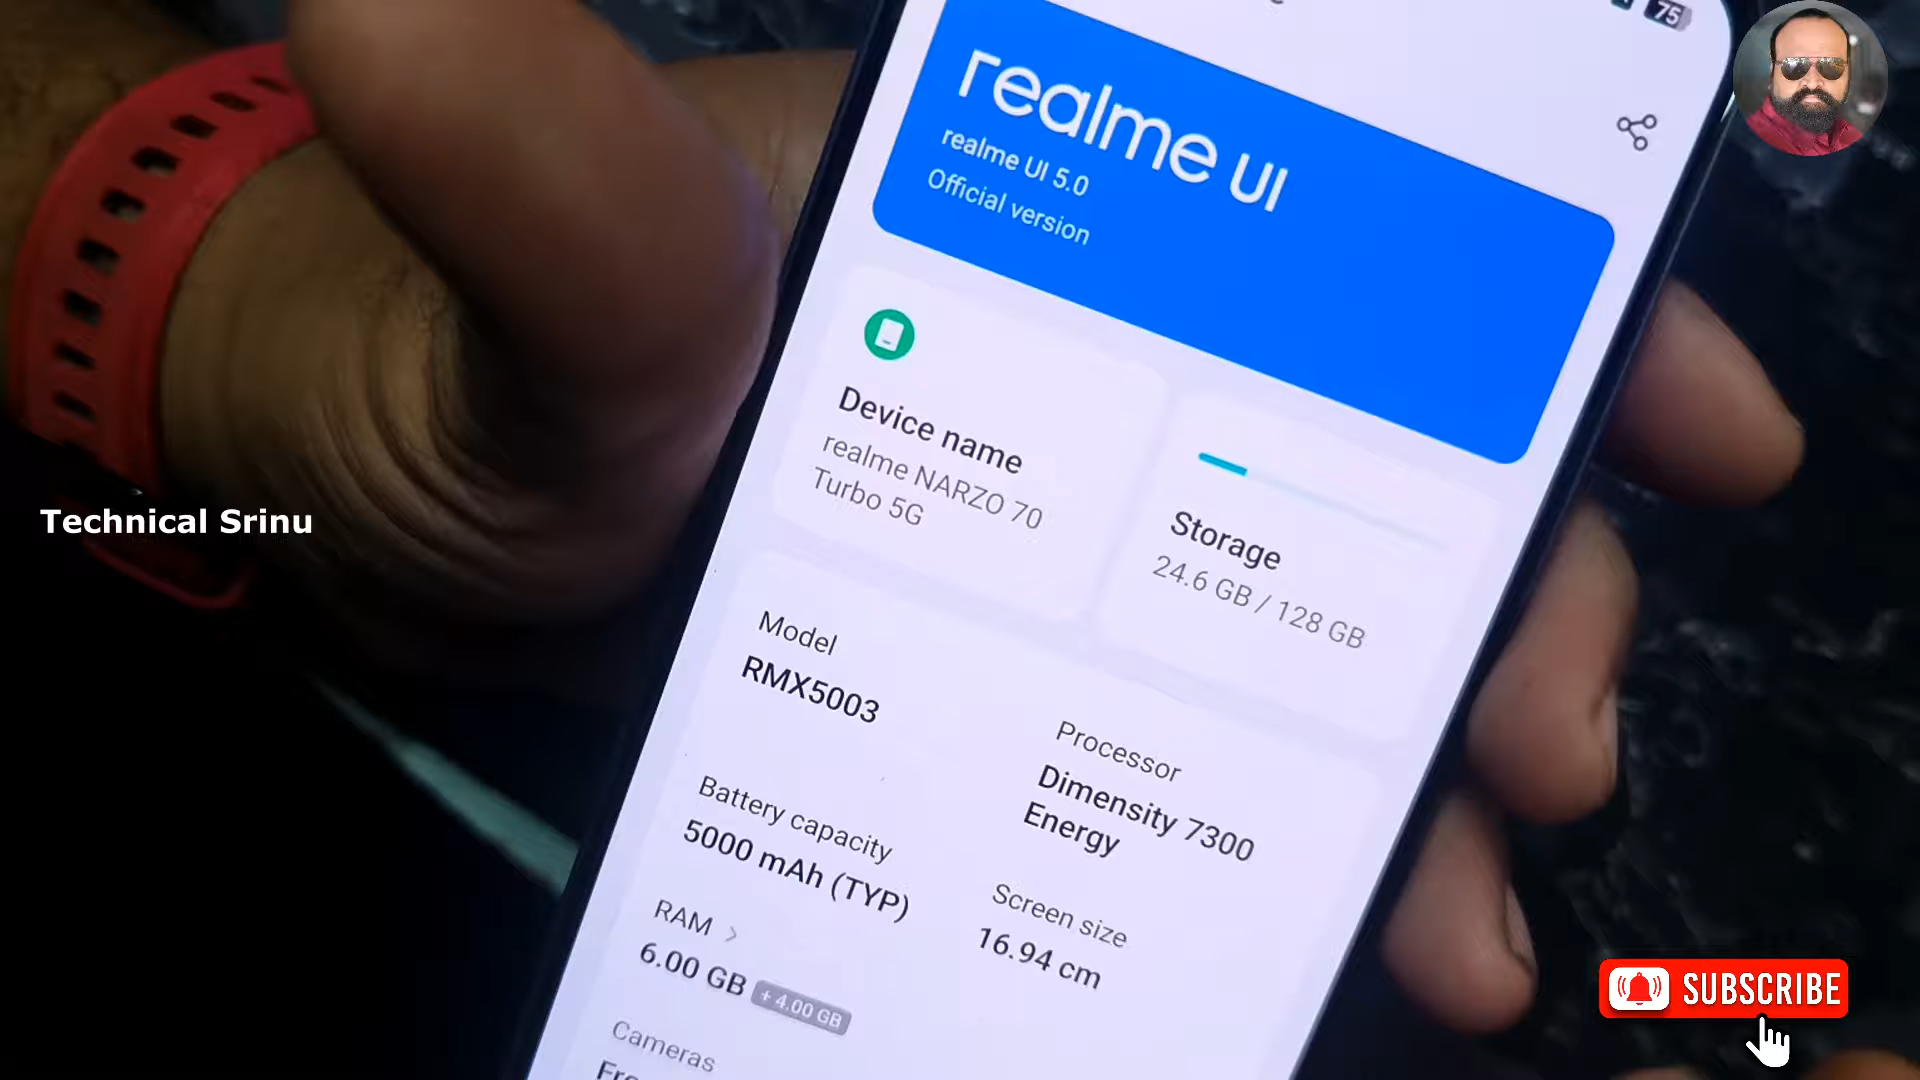 75
realme UI
realme UI 5.0
Official version
Device name
realme NARZO 70
Turbo 5G
Storage
24.6 GB / 128 GB
Technical Srinu
Model
RMX5003
Processor
Dimensity 7300
Energy
Battery capacity
5000 mAh (TYP)
Screen size
16.94 cm
RAM >
6.00 GB + 4.00 GB
Cameras
SUBSCRIBE